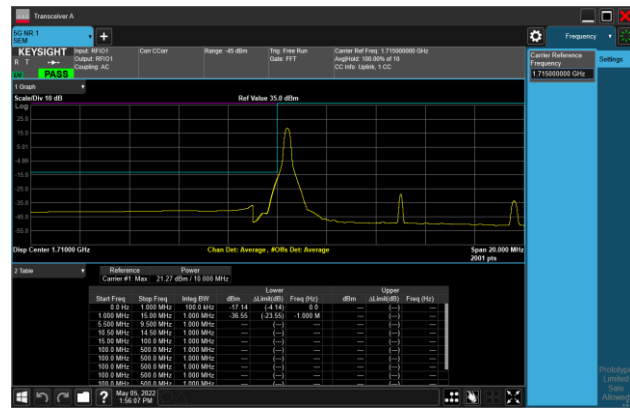 Transceiver A
5G NR 1
SEM
Frequency
KEYSIGHT
R T
PASS
Input: RFIO1
Output: RFIO1
Coupling: AC
Corr CCorr
Range: -45 dBm
Trig: Free Run
Gate: FFT
Carrier Ref Freq: 1.715000000 GHz
Avg|Hold: 100.00% of 10
CC Info: Uplink, 1 CC
Carrier Reference
Frequency
1.715000000 GHz
Settings
1 Graph
Scale/Div 10 dB
Ref Value 35.0 dBm
Log
25.0
15.0
5.01
-4.99
-15.0
-25.0
-35.0
-45.0
-55.0
Disp Center 1.71000 GHz
Chan Det: Average , #Offs Det: Average
Span 20.000 MHz
2001 pts
2 Table
Reference Power
Carrier #1 Max 21.27 dBm / 10.000 MHz
Lower Upper
Start Freq Stop Freq Integ BW dBm ΔLimit(dB) Freq (Hz) dBm ΔLimit(dB) Freq (Hz)
0.0 Hz 1.000 MHz 100.0 kHz -17.14 (-4.14) 0.0 --- (---) ---
1.000 MHz 15.00 MHz 1.000 MHz -36.55 (-23.55) -1.000 M --- (---) ---
5.500 MHz 9.500 MHz 1.000 MHz --- (---) --- --- (---) ---
10.50 MHz 14.50 MHz 1.000 MHz --- (---) --- --- (---) ---
15.00 MHz 100.0 MHz 1.000 MHz --- (---) --- --- (---) ---
100.0 MHz 500.0 MHz 1.000 MHz --- (---) --- --- (---) ---
100.0 MHz 500.0 MHz 1.000 MHz --- (---) --- --- (---) ---
100.0 MHz 500.0 MHz 1.000 MHz --- (---) --- --- (---) ---
100.0 MHz 500.0 MHz 1.000 MHz --- (---) --- --- (---) ---
100.0 MHz 500.0 MHz 1.000 MHz --- (---) --- --- (---) ---
Prototype
Limited
Sale
Allowed
May 05, 2022
1:56:07 PM